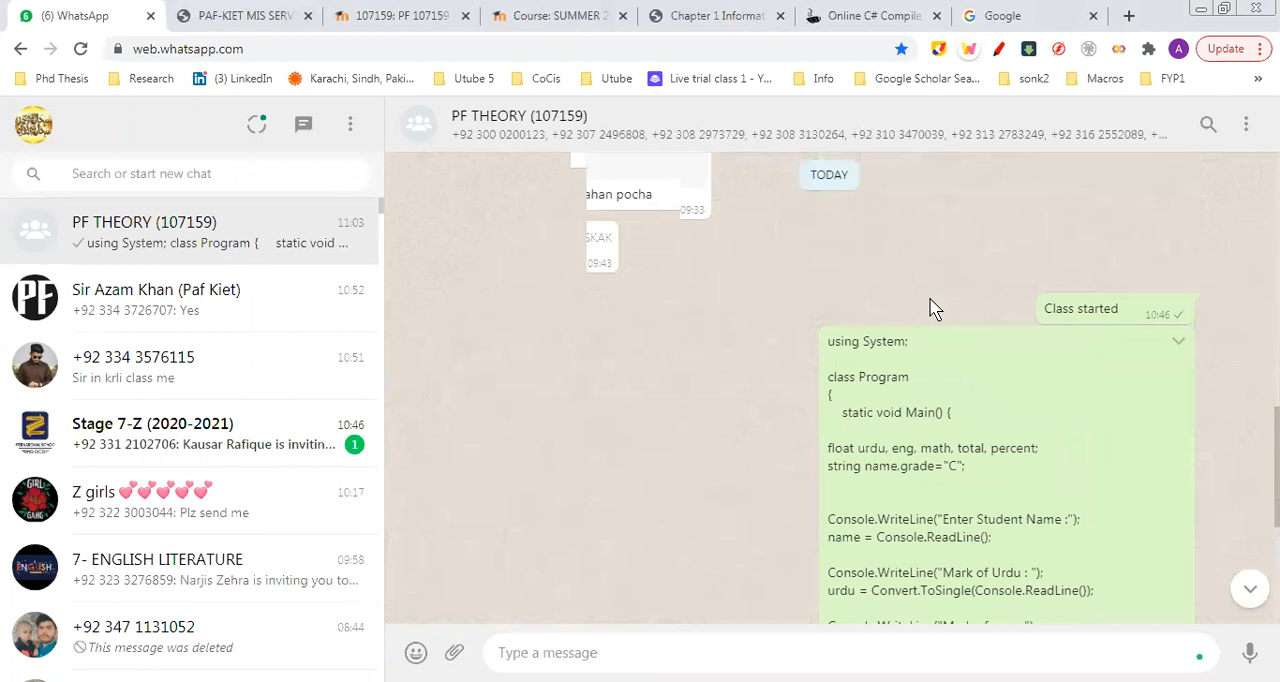 (6) WhatsApp
PAF-KIET MIS SERV
107159: PF 107159
Course: SUMMER 2
Chapter 1 Informat
Online C# Compile
Google
web.whatsapp.com
A
Update
Phd Thesis
Research
(3) LinkedIn
Karachi, Sindh, Paki...
Utube 5
CoCis
Utube
Live trial class 1 - Y...
Info
Google Scholar Sea...
sonk2
Macros
FYP1
»
PF THEORY (107159)
+92 300 0200123, +92 307 2496808, +92 308 2973729, +92 308 3130264, +92 310 3470039, +92 313 2783249, +92 316 2552089, +...
Search or start new chat
PF THEORY (107159)
11:03
using System; class Program { static void ...
Sir Azam Khan (Paf Kiet)
10:52
+92 334 3726707: Yes
+92 334 3576115
10:51
Sir in krli class me
Stage 7-Z (2020-2021)
10:46
+92 331 2102706: Kausar Rafique is invitin...
1
Z girls💕💕💕💕💕
10:17
+92 322 3003044: Plz send me
7- ENGLISH LITERATURE
09:58
+92 323 3276859: Narjis Zehra is inviting you to...
+92 347 1131052
08:44
This message was deleted
TODAY
ahan pocha
09:33
SKAK
09:43
Class started
10:46
using System;
class Program
{
static void Main() {
float urdu, eng, math, total, percent;
string name,grade="C";
Console.WriteLine("Enter Student Name :");
name = Console.ReadLine();
Console.WriteLine("Mark of Urdu : ");
urdu = Convert.ToSingle(Console.ReadLine());
Type a message